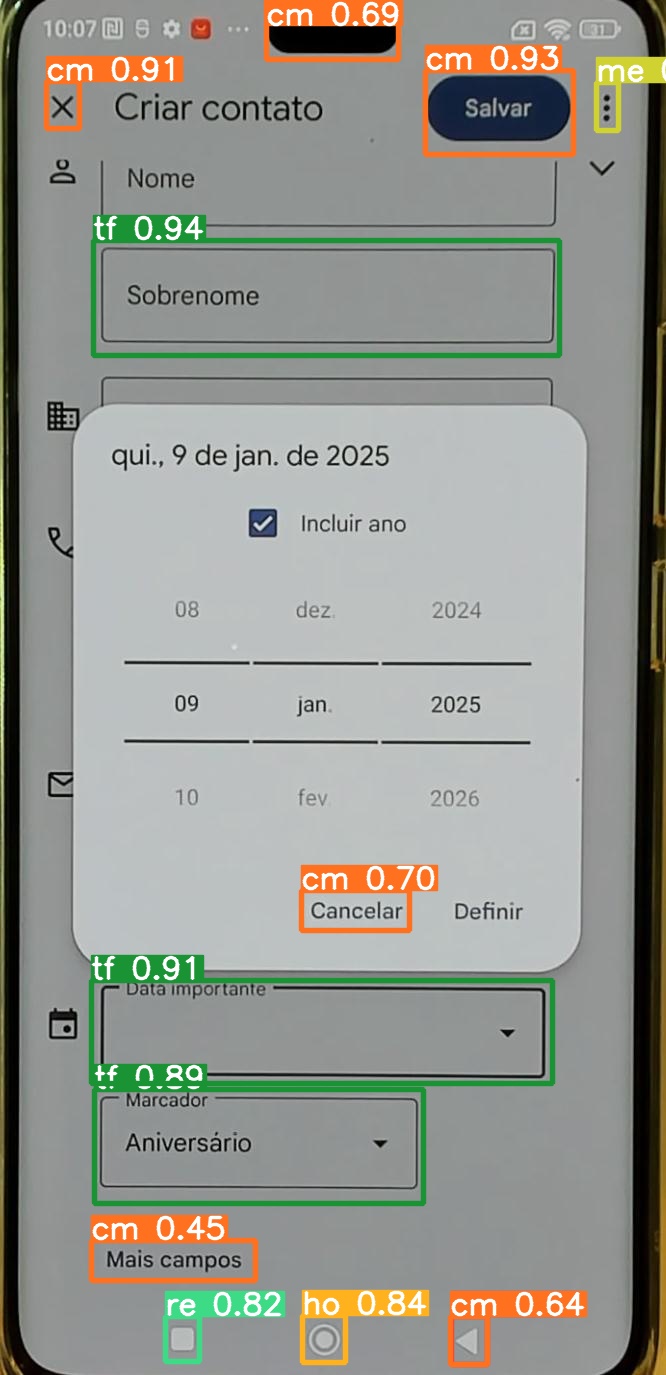 cm 0.69
10:07 ... 31
cm 0.91
cm 0.93
me
Criar contato
Salvar
Nome
tf 0.94
Sobrenome
qui., 9 de jan. de 2025
Incluir ano
08 dez. 2024
09 jan. 2025
10 fev. 2026
cm 0.70
Cancelar Definir
tf 0.91
Data importante
tf 0.89
Marcador
Aniversário
cm 0.45
Mais campos
re 0.82 ho 0.84 cm 0.64